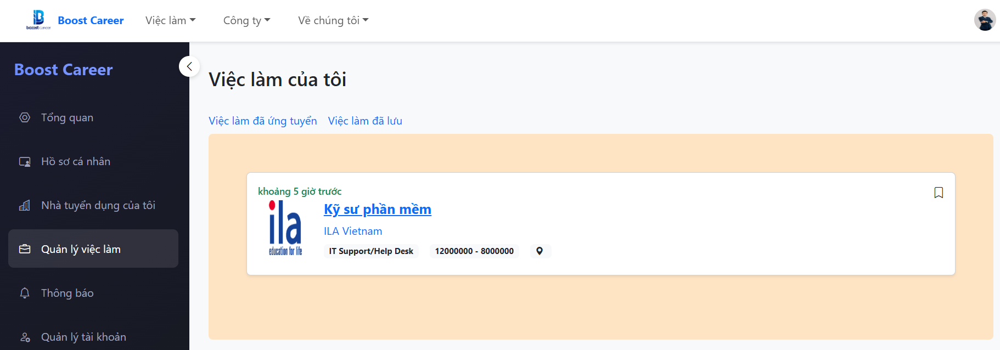 booost career
Boost Career
Việc làm
Công ty
Về chúng tôi
Boost Career
Tổng quan
Hồ sơ cá nhân
Nhà tuyển dụng của tôi
Quản lý việc làm
Thông báo
Quản lý tài khoản
Việc làm của tôi
Việc làm đã ứng tuyển
Việc làm đã lưu
khoảng 5 giờ trước
ila
education for life
Kỹ sư phần mềm
ILA Vietnam
IT Support/Help Desk
12000000 - 8000000